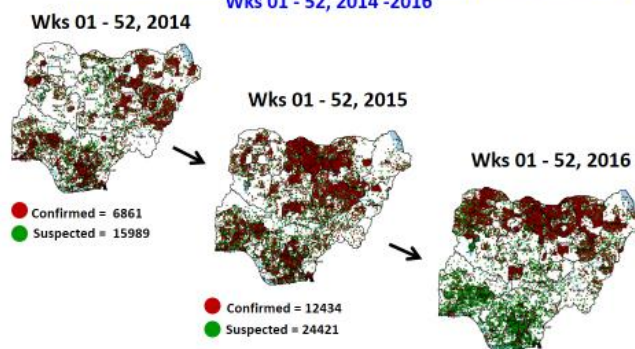 Wks 01 - 52, 2014 -2016
Wks 01 - 52, 2014
Confirmed = 6861
Suspected = 15989
Wks 01 - 52, 2015
Confirmed = 12434
Suspected = 24421
Wks 01 - 52, 2016